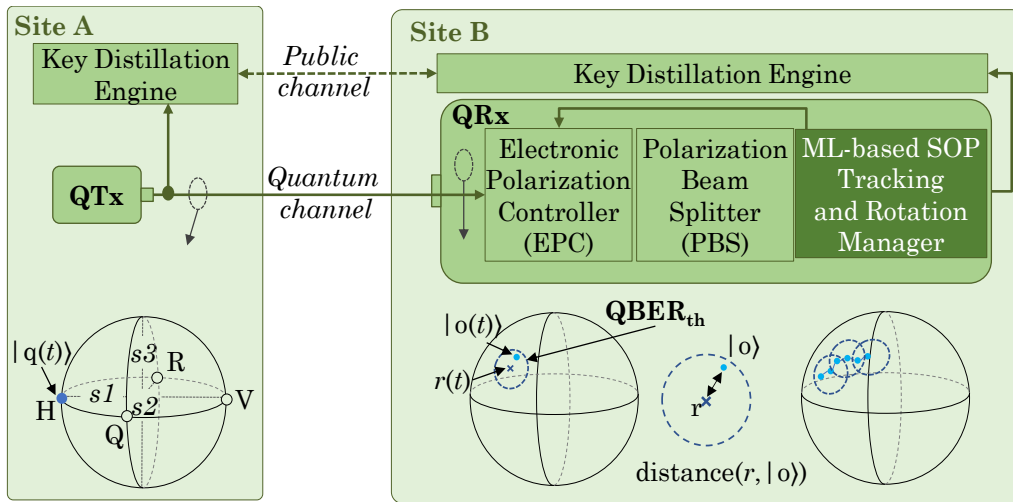 Site A
Key Distillation
Engine
QTx
Public
channel
Quantum
channel
Site B
Key Distillation Engine
QRx
Electronic
Polarization
Controller
(EPC)
Polarization
Beam
Splitter
(PBS)
ML-based SOP
Tracking
and Rotation
Manager
|q(t)⟩
H
s1
s2
s3
R
V
Q
|o(t)⟩
r(t)
QBER_th
|o⟩
r
distance(r,|o⟩)